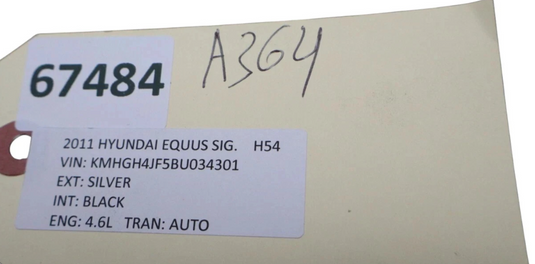 A364
67484
2011 HYUNDAI EQUUS SIG. H54
VIN: KMHGH4JF5BU034301
EXT: SILVER
INT: BLACK
ENG: 4.6L TRAN: AUTO